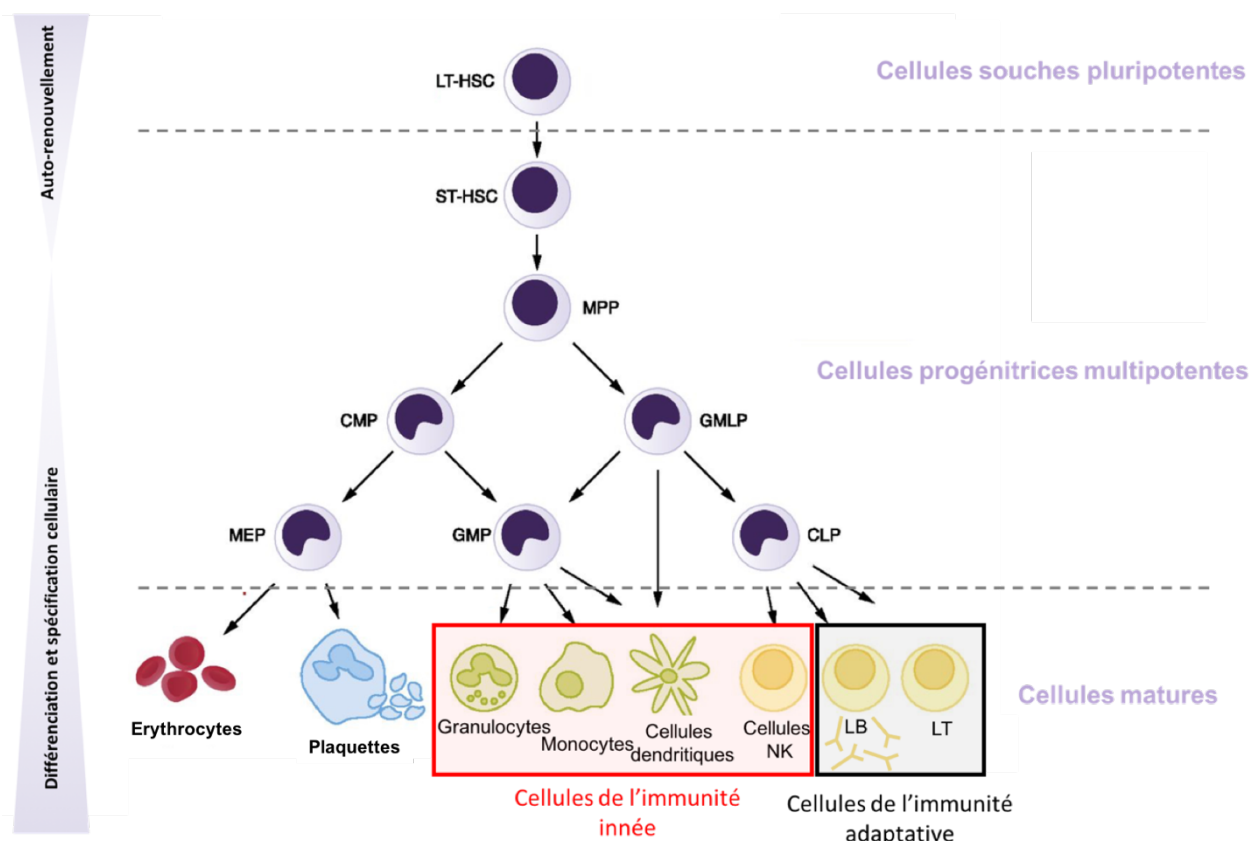 Auto-renouvellement
Différenciation et spécification cellulaire
LT-HSC
Cellules souches pluripotentes
ST-HSC
MPP
Cellules progénitrices multipotentes
CMP
GMLP
MEP
GMP
CLP
Cellules matures
Erythrocytes
Plaquettes
Granulocytes
Monocytes
Cellules
dendritiques
Cellules
NK
LB
LT
Cellules de l’immunité
innée
Cellules de l’immunité
adaptative